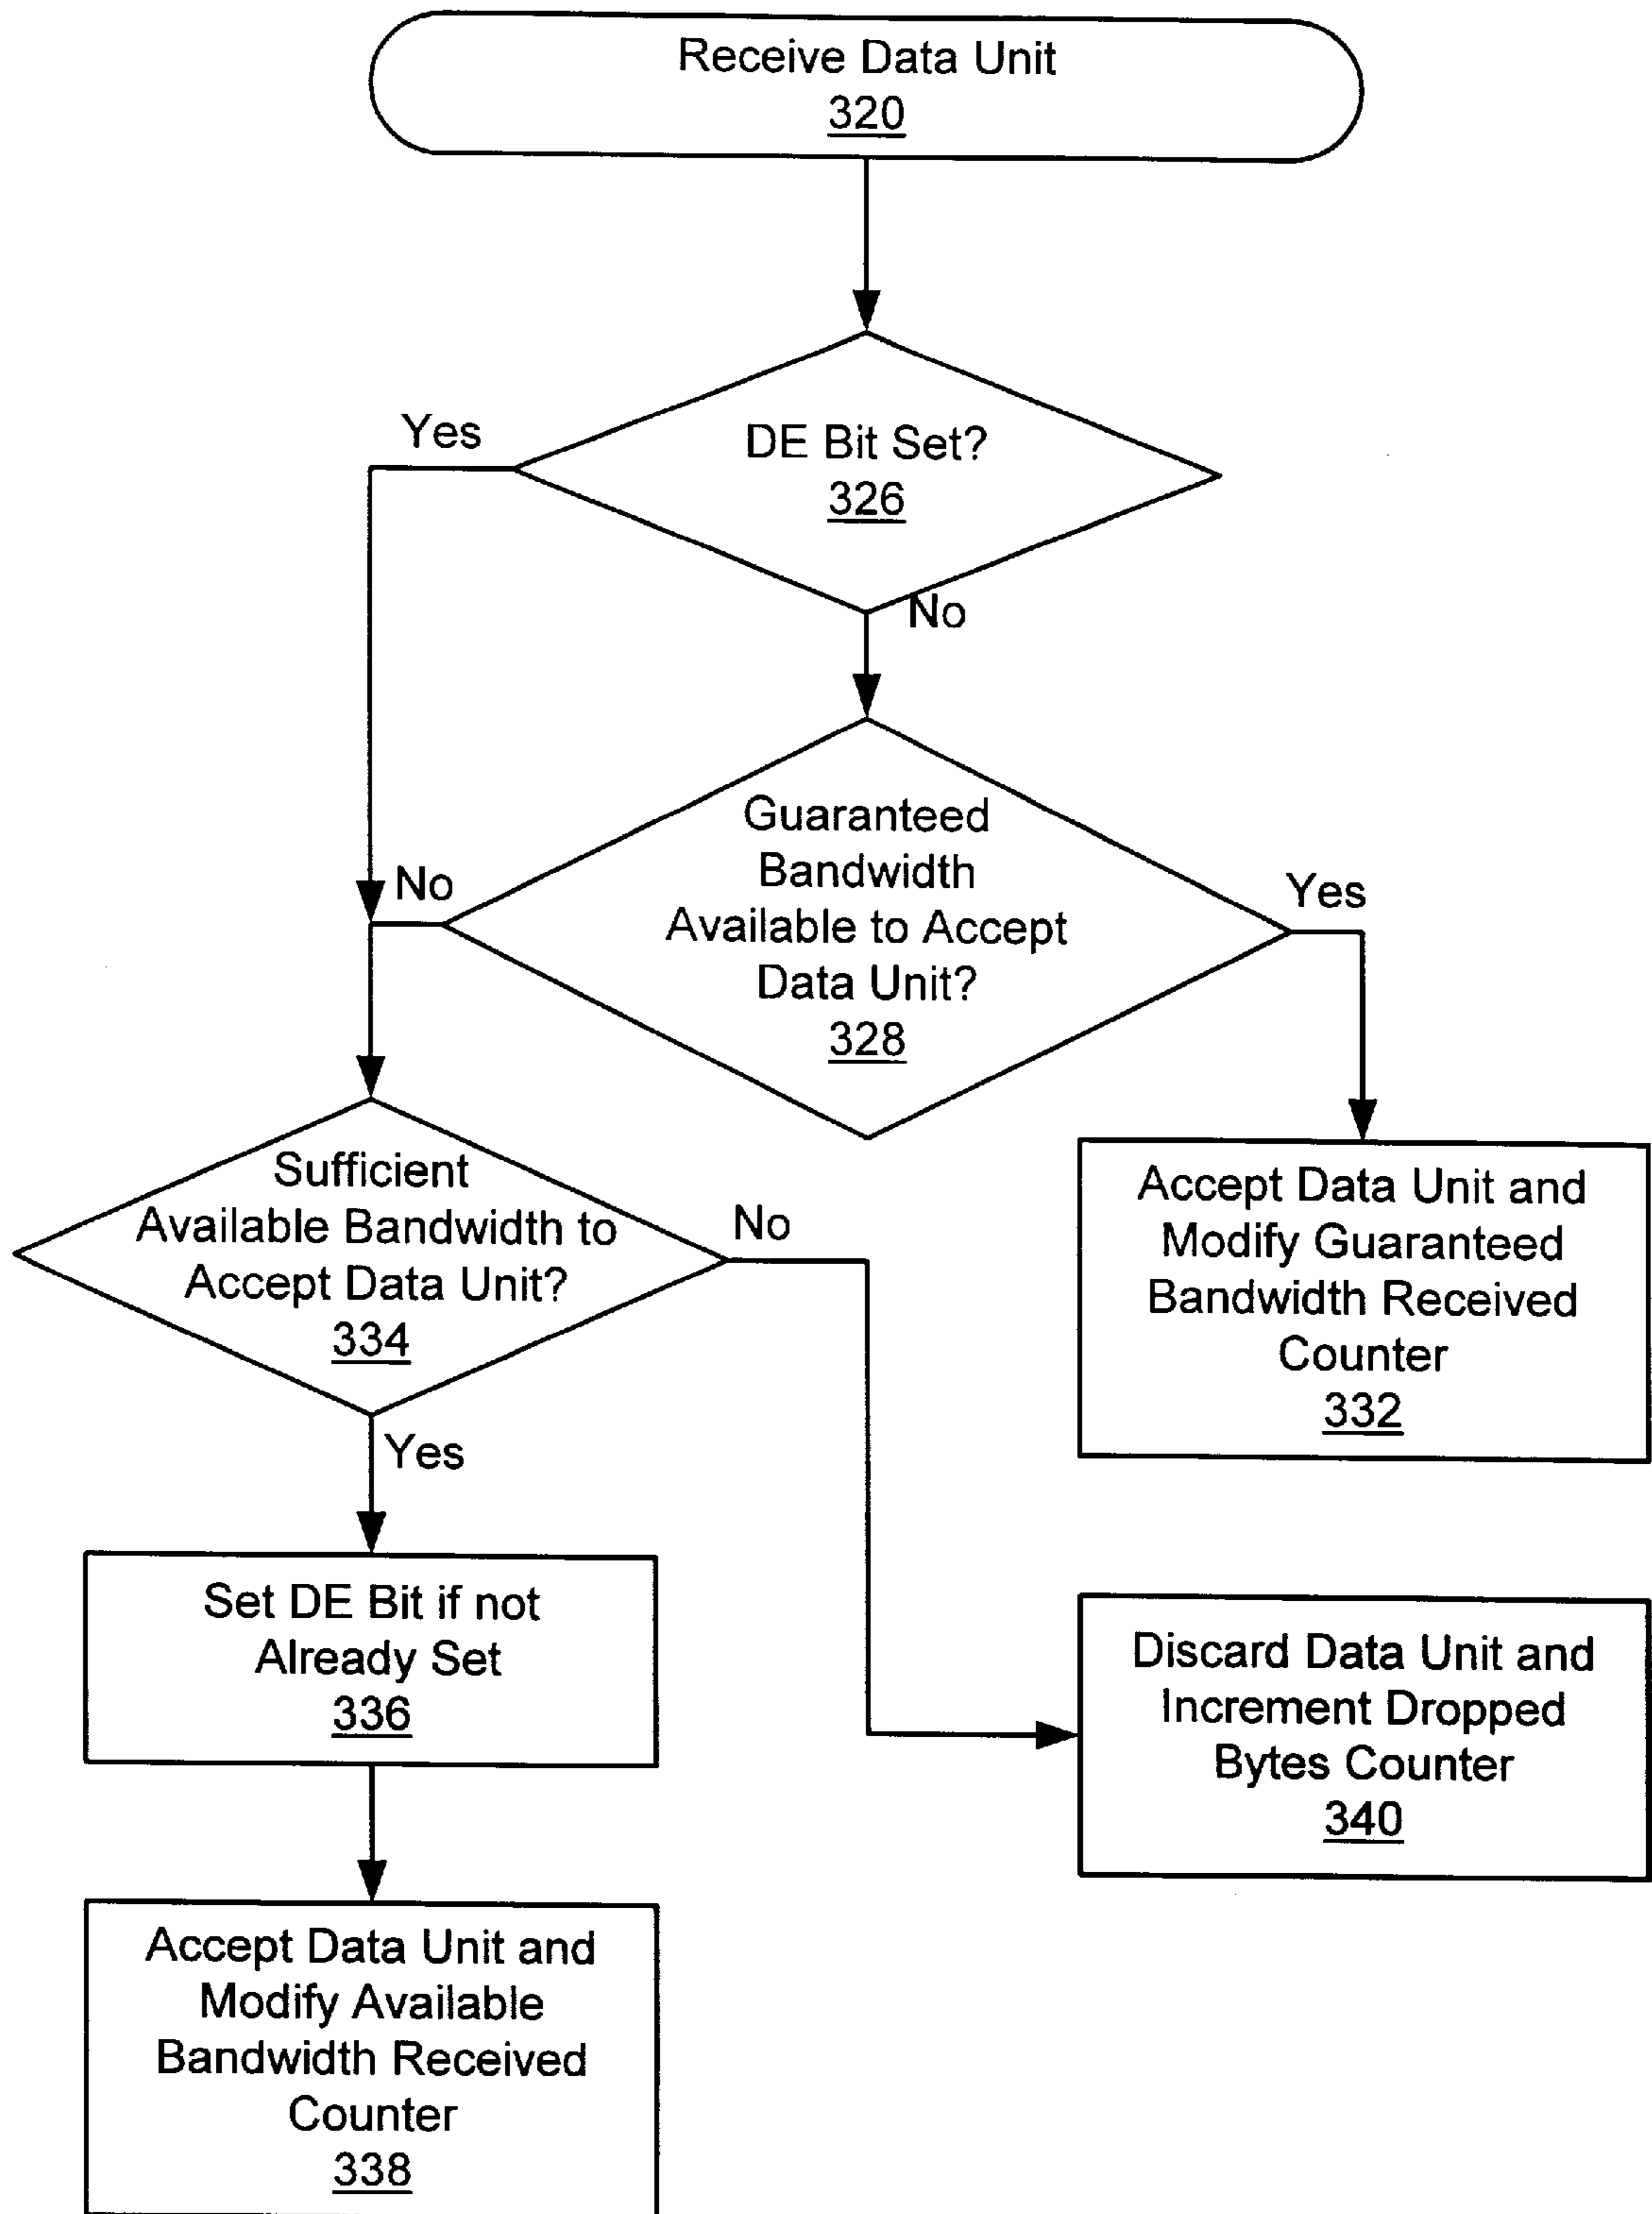 Receive Data Unit
320
Yes
DE Bit Set?
326
No
Guaranteed
Bandwidth
Available to Accept
Data Unit?
328
No
Yes
Sufficient
Available Bandwidth to
Accept Data Unit?
334
No
Yes
Accept Data Unit and
Modify Guaranteed
Bandwidth Received
Counter
332
Set DE Bit if not
Already Set
336
Discard Data Unit and
Increment Dropped
Bytes Counter
340
Accept Data Unit and
Modify Available
Bandwidth Received
Counter
338